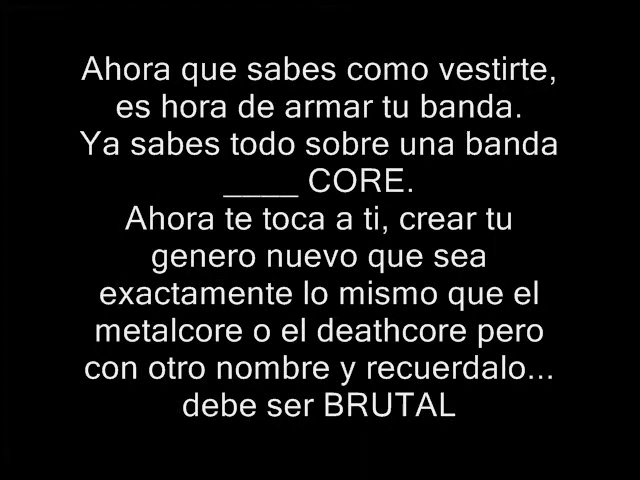 Ahora que sabes como vestirte,
es hora de armar tu banda.
Ya sabes todo sobre una banda
____ CORE.
Ahora te toca a ti, crear tu
genero nuevo que sea
exactamente lo mismo que el
metalcore o el deathcore pero
con otro nombre y recuerdalo...
debe ser BRUTAL